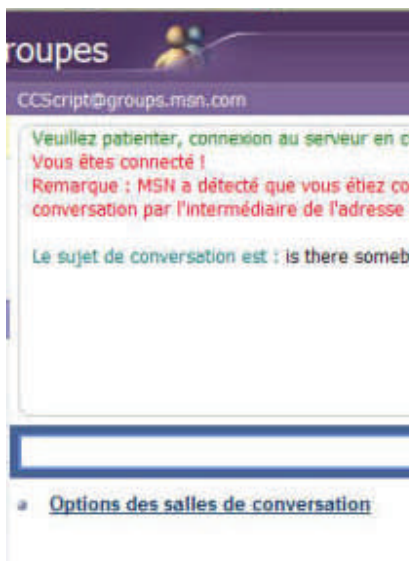 roupes
CCScript@groups.msn.com
Veuillez patienter, connexion au serveur en c
Vous êtes connecté !
Remarque : MSN a détecté que vous étiez co
conversation par l'intermédiaire de l'adresse
Le sujet de conversation est : is there someb
Options des salles de conversation